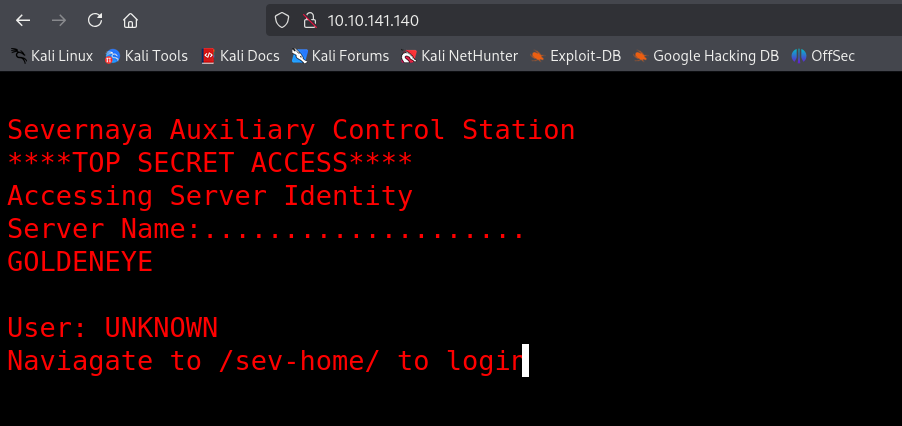 10.10.141.140
Kali Linux Kali Tools Kali Docs Kali Forums Kali NetHunter Exploit-DB Google Hacking DB OffSec
Severnaya Auxiliary Control Station
****TOP SECRET ACCESS****
Accessing Server Identity
Server Name:....................
GOLDENEYE
User: UNKNOWN
Naviagate to /sev-home/ to login